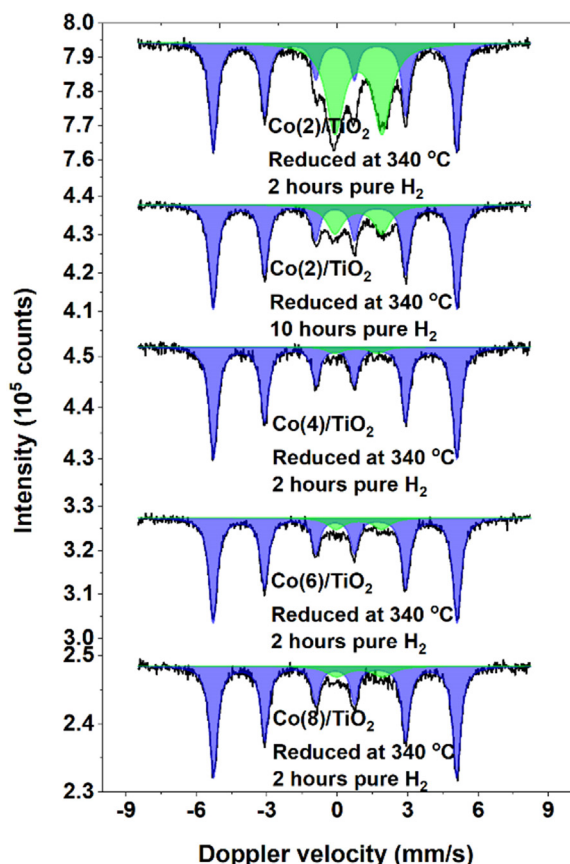 8.0
7.9
7.8
7.7
7.6
Co(2)/TiO₂
Reduced at 340 °C
2 hours pure H₂
4.4
4.3
4.2
4.1
Co(2)/TiO₂
Reduced at 340 °C
10 hours pure H₂
4.5
4.4
4.3
Co(4)/TiO₂
Reduced at 340 °C
2 hours pure H₂
3.3
3.2
3.1
3.0
Co(6)/TiO₂
Reduced at 340 °C
2 hours pure H₂
2.5
2.4
2.3
Co(8)/TiO₂
Reduced at 340 °C
2 hours pure H₂
Intensity (10⁵ counts)
-9 -6 -3 0 3 6 9
Doppler velocity (mm/s)